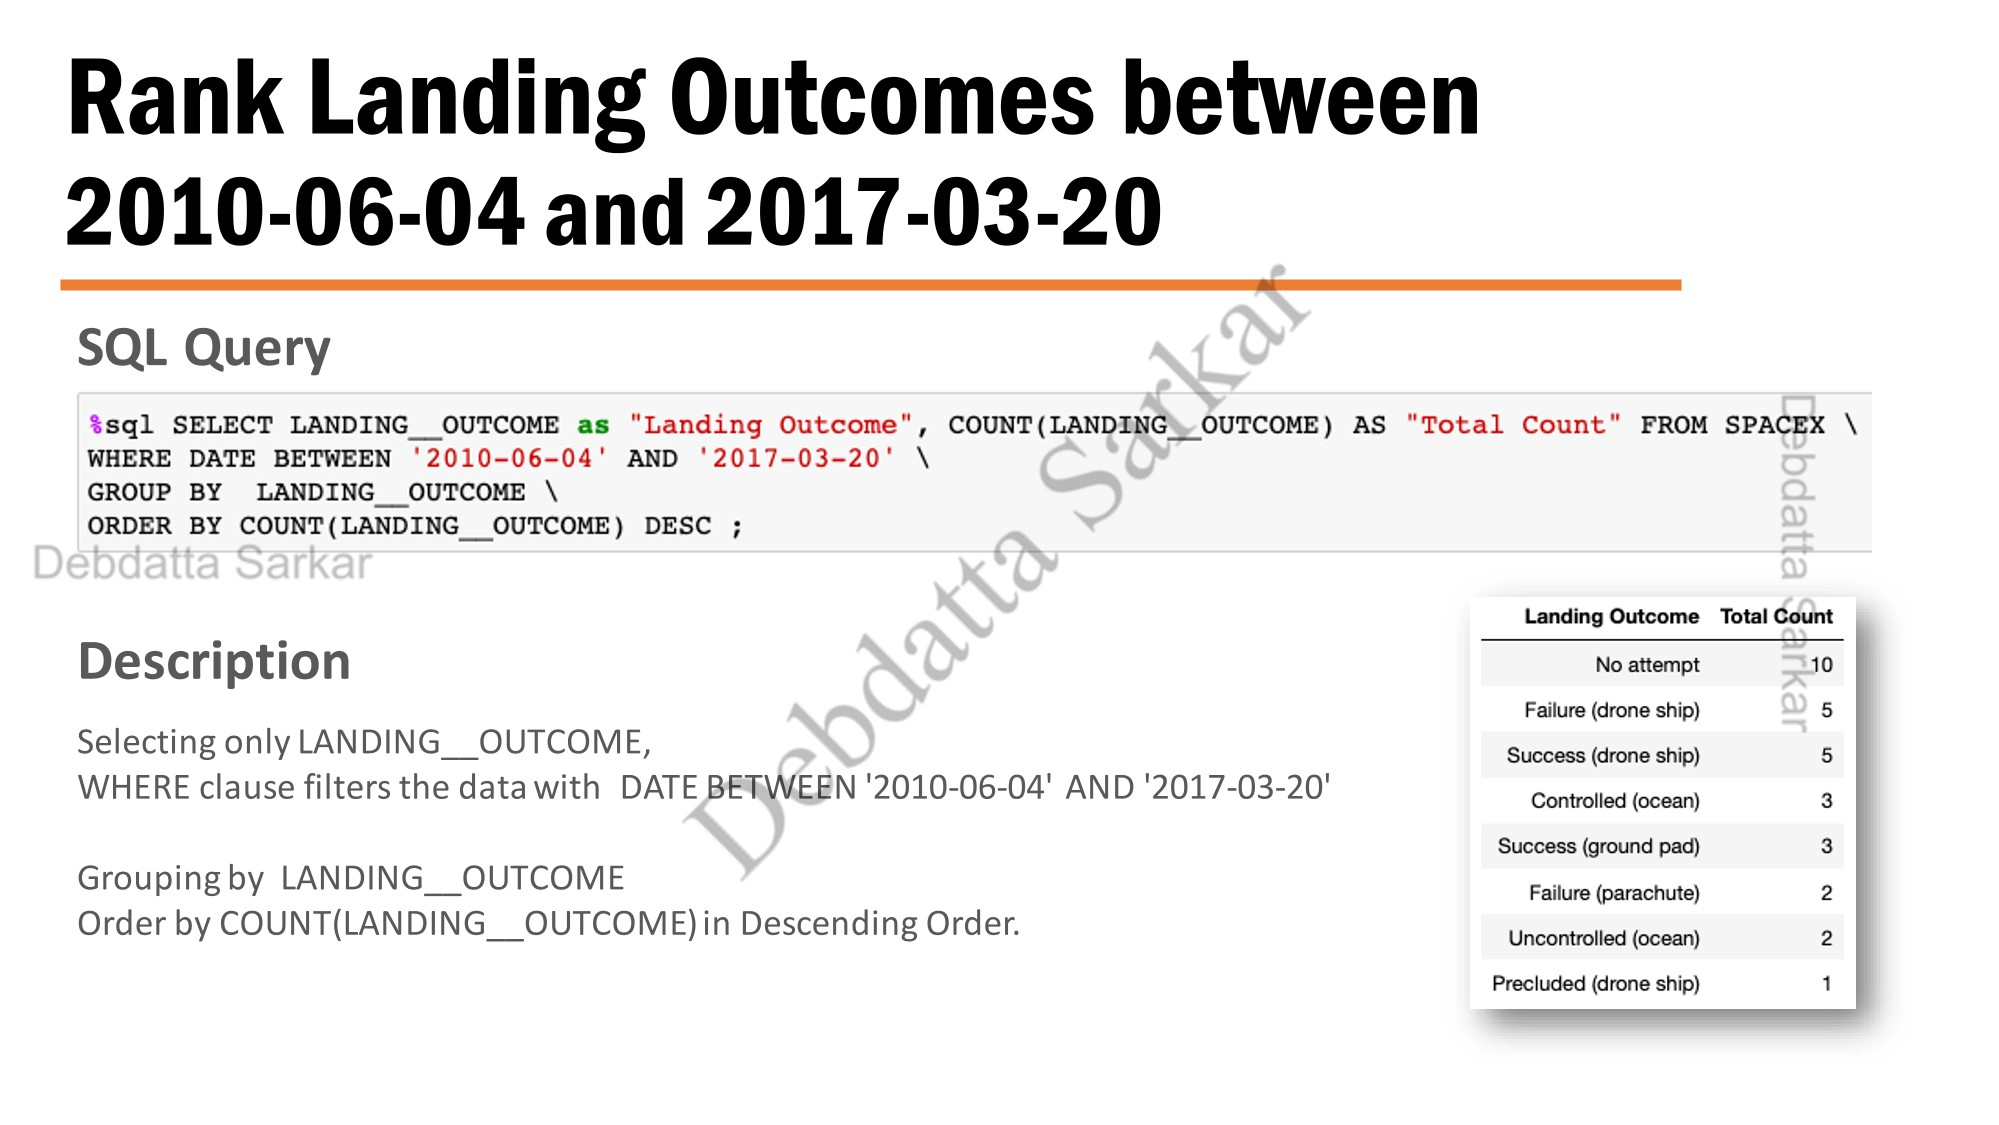 Rank Landing Outcomes between
2010-06-04 and 2017-03-20
SQL Query
%sql SELECT LANDING__OUTCOME as "Landing Outcome", COUNT(LANDING__OUTCOME) AS "Total Count" FROM SPACEX \
WHERE DATE BETWEEN '2010-06-04' AND '2017-03-20' \
GROUP BY  LANDING__OUTCOME \
ORDER BY COUNT(LANDING__OUTCOME) DESC ;
Debdatta Sarkar
Debdatta Sarkar
Debdatta Sarkar
Description
Selecting only LANDING__OUTCOME,
WHERE clause filters the data with  DATE BETWEEN '2010-06-04'  AND '2017-03-20'
Grouping by  LANDING__OUTCOME
Order by COUNT(LANDING__OUTCOME) in Descending Order.
Landing Outcome Total Count
No attempt 10
Failure (drone ship) 5
Success (drone ship) 5
Controlled (ocean) 3
Success (ground pad) 3
Failure (parachute) 2
Uncontrolled (ocean) 2
Precluded (drone ship) 1